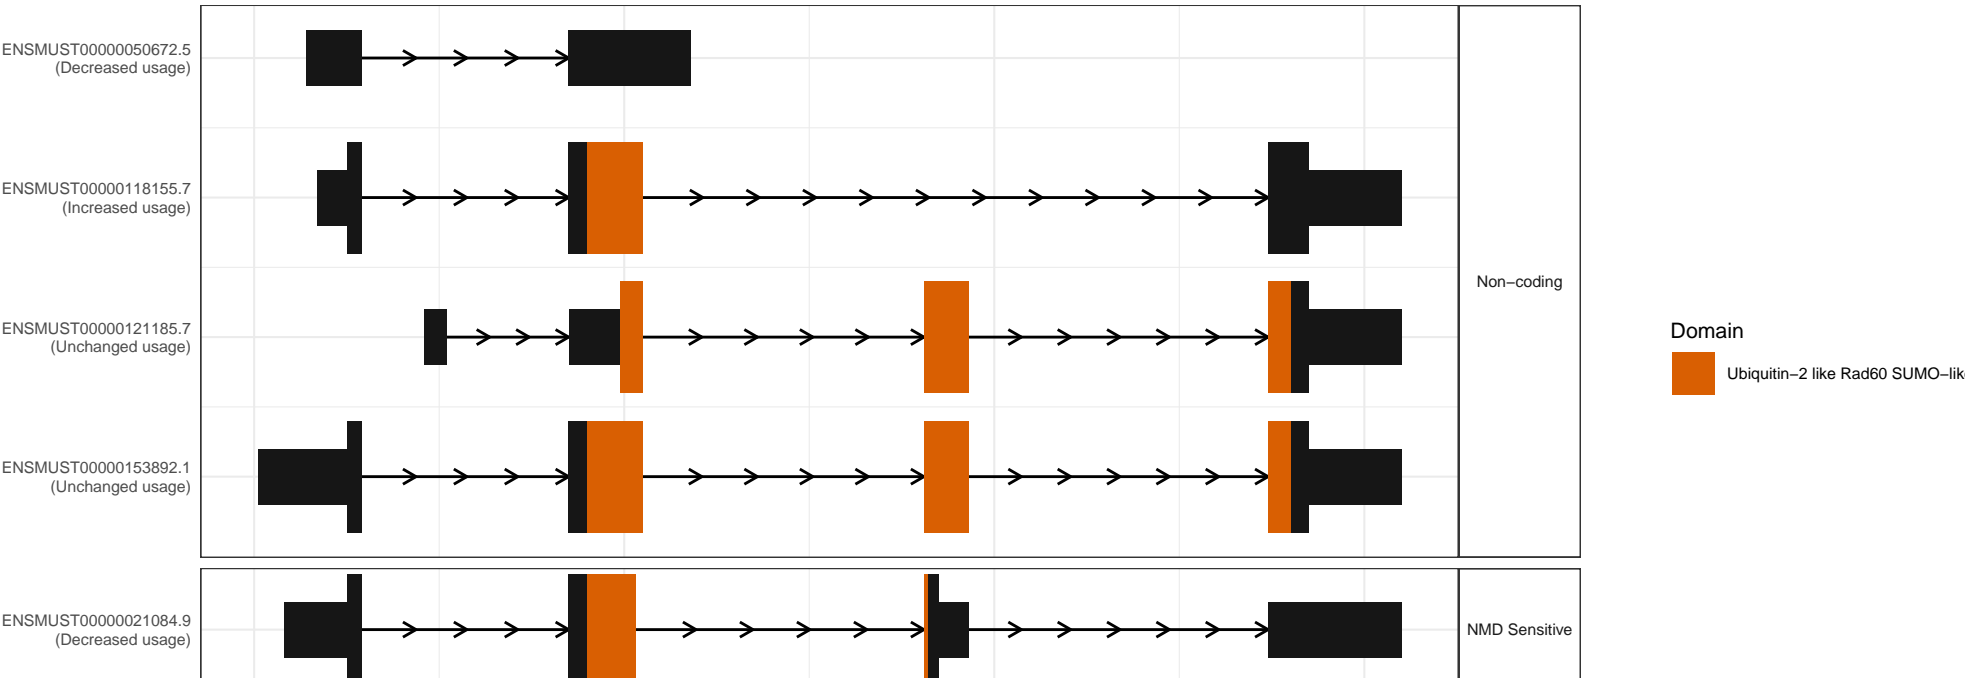 ENSMUST00000050672.5
(Decreased usage)
ENSMUST00000118155.7
(Increased usage)
ENSMUST00000121185.7
(Unchanged usage)
ENSMUST00000153892.1
(Unchanged usage)
ENSMUST00000021084.9
(Decreased usage)
Non−coding
NMD Sensitive
Domain
Ubiquitin−2 like Rad60 SUMO−lik